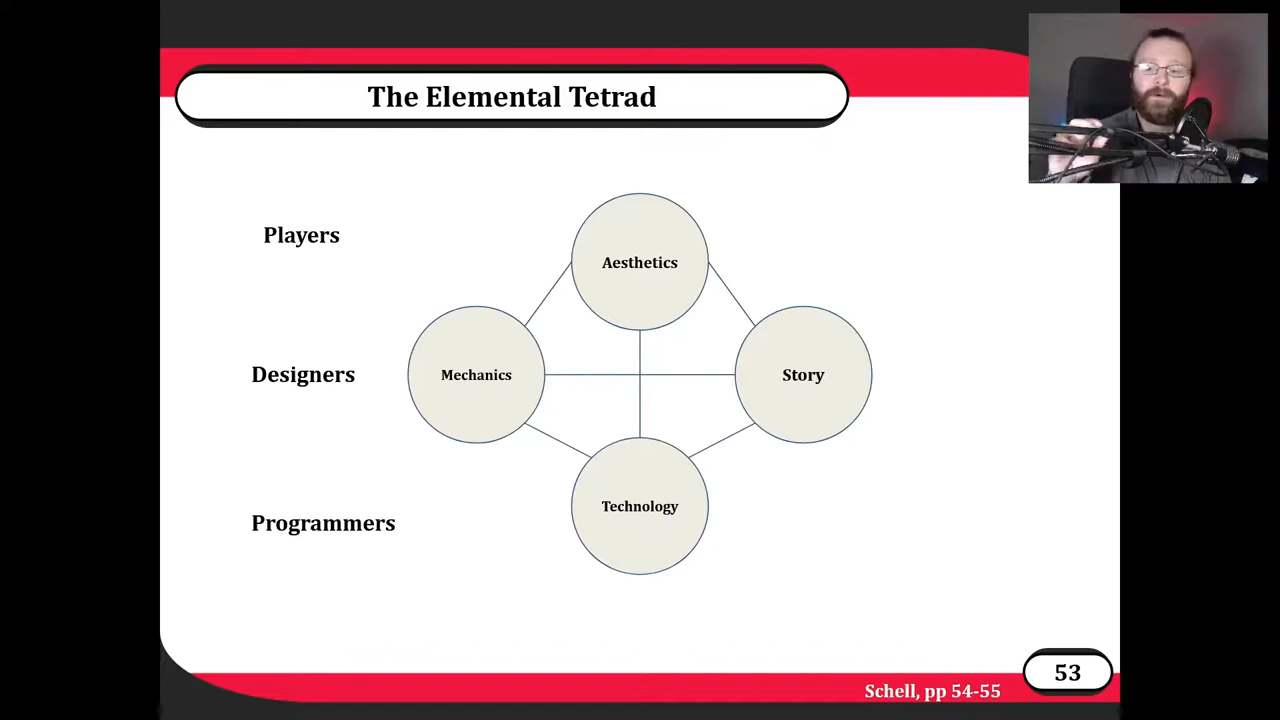 The Elemental Tetrad
Players
Aesthetics
Designers
Mechanics
Story
Programmers
Technology
53
Schell, pp 54-55